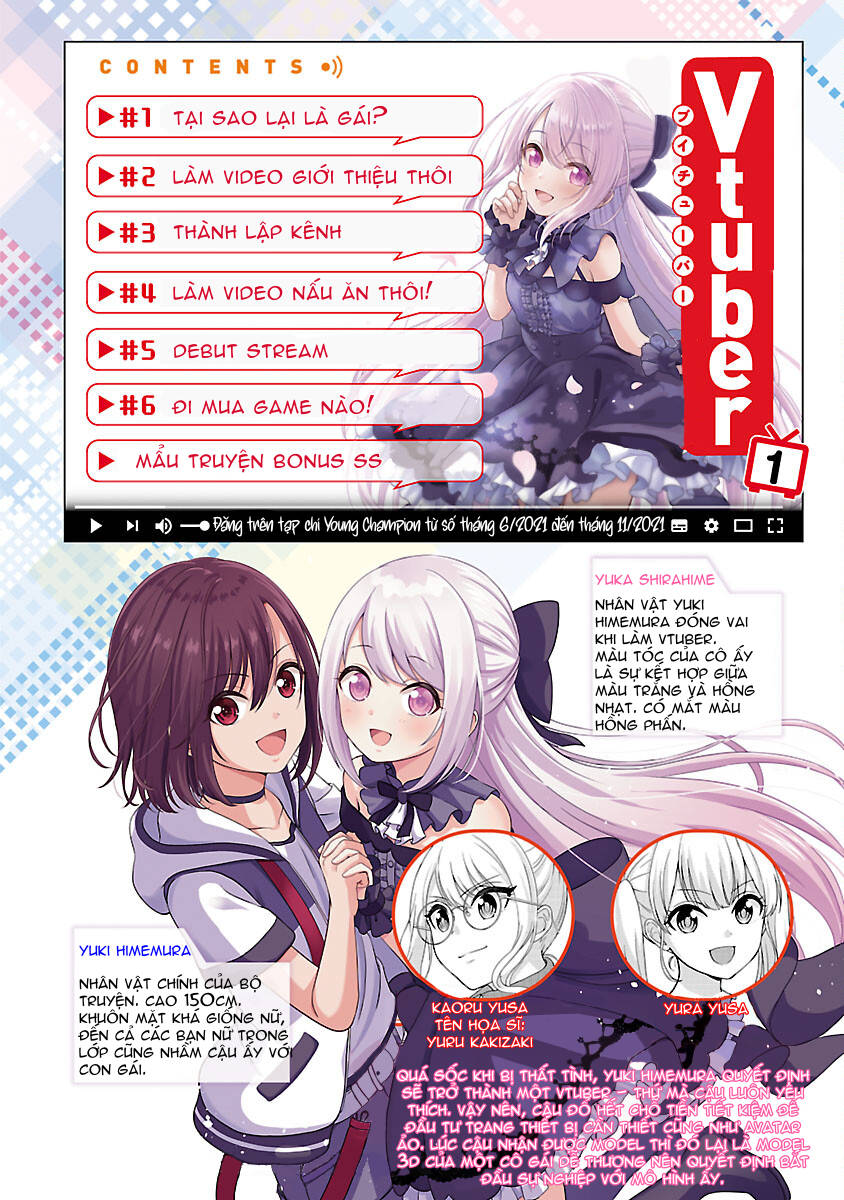 CONTENTS
#1 TẠI SAO LẠI LÀ GÁI?
#2 LÀM VIDEO GIỚI THIỆU THÔI
#3 THÀNH LẬP KÊNH
#4 LÀM VIDEO NẤU ĂN THÔI!
#5 DEBUT STREAM
#6 ĐI MUA GAME NÀO!
MẨU TRUYỆN BONUS SS
Vtuber
ブイチューバー
1
Đăng trên tạp chi Young Champion từ số tháng 6/2021 đến tháng 11/2021
YUKA SHIRAHIME
NHÂN VẬT YUKI
HIMEMURA ĐÓNG VAI
KHI LÀM VTUBER.
MÀU TÓC CỦA CÔ ẤY
LÀ SỰ KẾT HỢP GIỮA
MÀU TRẮNG VÀ HỒNG
NHẠT. CÓ MẮT MÀU
HỒNG PHẤN.
YUKI HIMEMURA
NHÂN VẬT CHÍNH CỦA BỘ
TRUYỆN. CAO 150CM.
KHUÔN MẶT KHÁ GIỐNG NỮ,
ĐẾN CẢ CÁC BẠN NỮ TRONG
LỚP CŨNG NHẦM CẬU ẤY VỚI
CON GÁI.
KAORU YUSA
TÊN HỌA SĨ:
YURU KAKIZAKI
YURA YUSA
QUÁ SỐC KHI BỊ THẤT TÌNH, YUKI HIMEMURA QUYẾT ĐỊNH
SẼ TRỞ THÀNH MỘT VTUBER - THỨ MÀ CẬU LUÔN YÊU
THÍCH. VẬY NÊN, CẬU ĐỔ HẾT CHỖ TIỀN TIẾT KIỆM ĐỂ
ĐẦU TƯ TRANG THIẾT BỊ CẦN THIẾT CŨNG NHƯ AVATAR
ẢO. LÚC CẬU NHẬN ĐƯỢC MODEL THÌ ĐÓ LẠI LÀ MODEL
3D CỦA MỘT CÔ GÁI DỄ THƯƠNG NÊN QUYẾT ĐỊNH BẮT
ĐẦU SỰ NGHIỆP VỚI MÔ HÌNH ẤY.